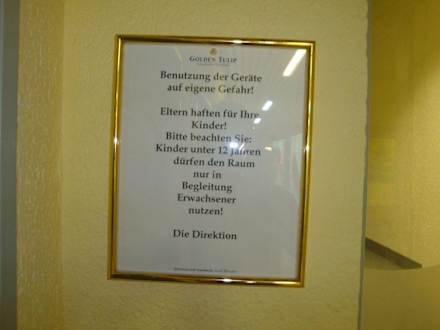 GOLDEN TULIP
Benutzung der Geräte
auf eigene Gefahr!
Eltern haften für Ihre
Kinder!
Bitte beachten Sie:
Kinder unter 12 Jahren
dürfen den Raum
nur in
Begleitung
Erwachsener
nutzen!
Die Direktion